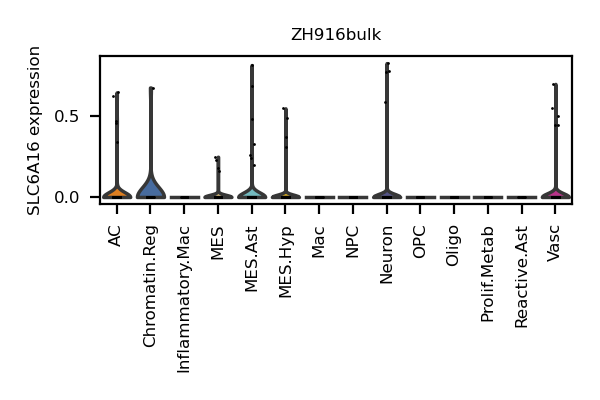 ZH916bulk
SLC6A16 expression
0.5
0.0
AC
Chromatin.Reg
Inflammatory.Mac
MES
MES.Ast
MES.Hyp
Mac
NPC
Neuron
OPC
Oligo
Prolif.Metab
Reactive.Ast
Vasc